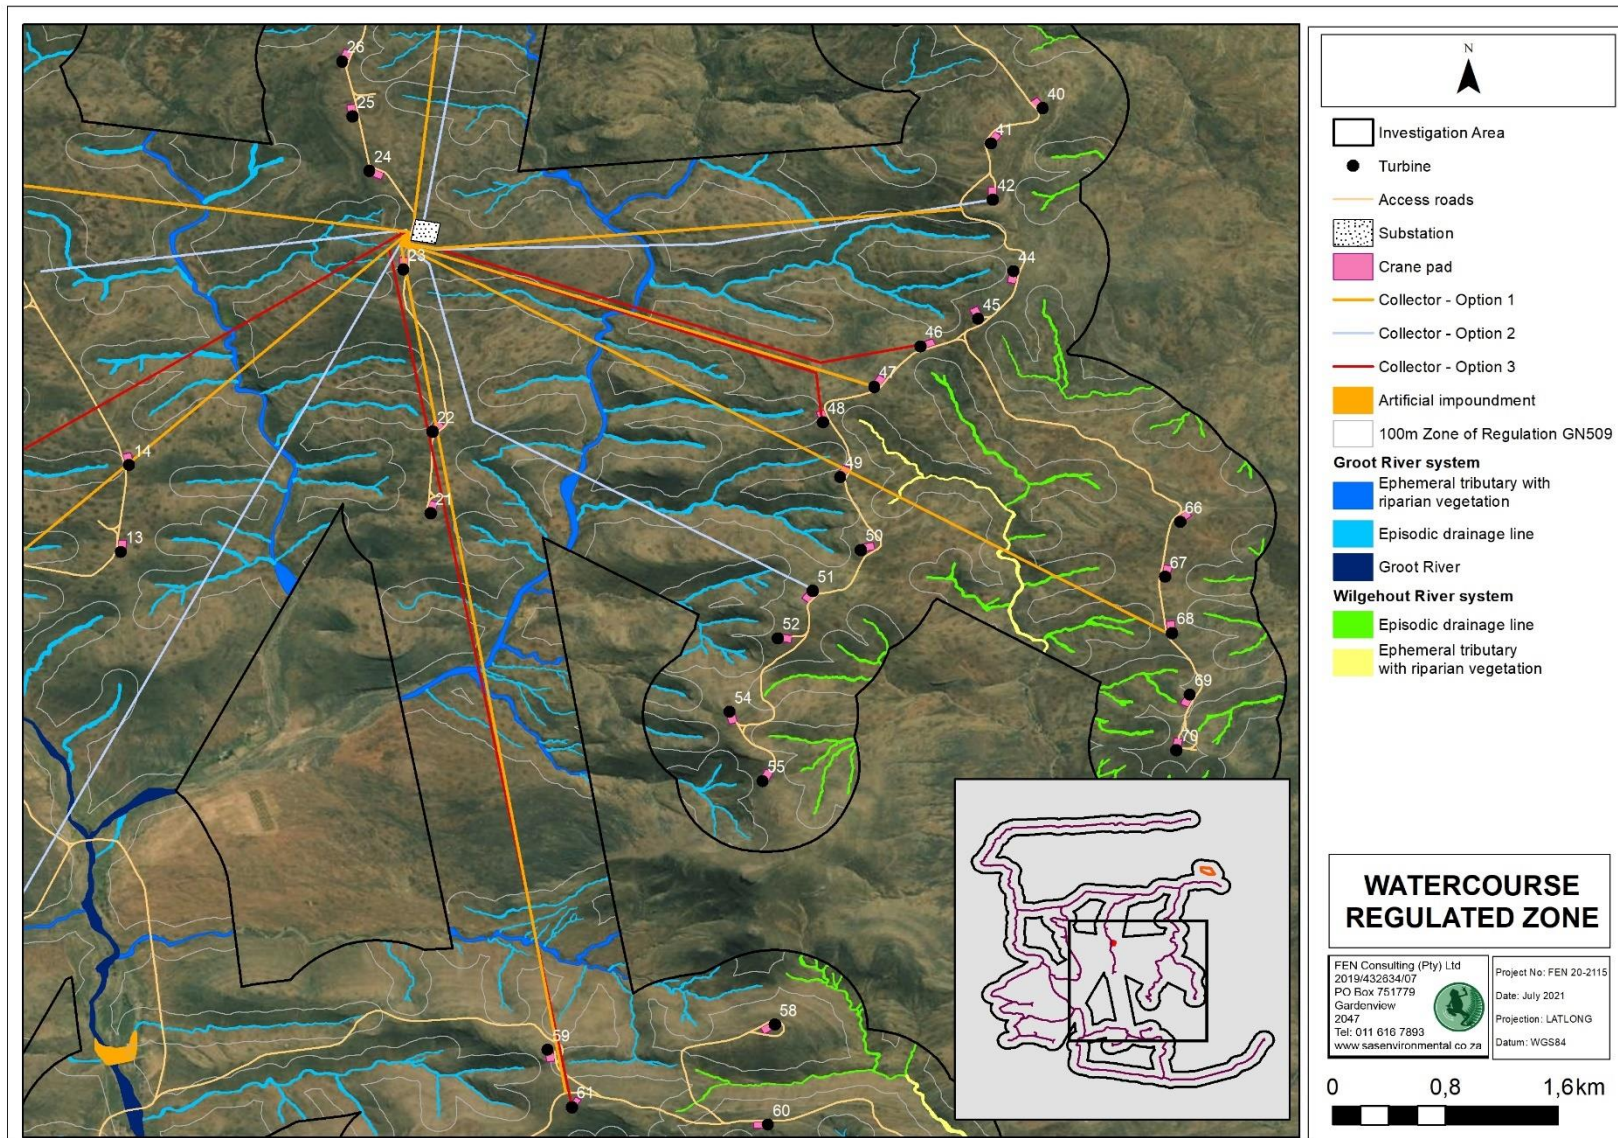 26
25
24
23
22
21
14
13
40
41
42
44
45
46
47
48
49
50
51
52
54
55
66
67
68
69
70
58
59
61
60
N
Investigation Area
Turbine
Access roads
Substation
Crane pad
Collector - Option 1
Collector - Option 2
Collector - Option 3
Artificial impoundment
100m Zone of Regulation GN509
Groot River system
Ephemeral tributary with
riparian vegetation
Episodic drainage line
Groot River
Wilgehout River system
Episodic drainage line
Ephemeral tributary
with riparian vegetation
WATERCOURSE
REGULATED ZONE
FEN Consulting (Pty) Ltd
2019/432634/07
PO Box 751779
Gardenview
2047
Tel: 011 616 7893
www.sasenvironmental.co.za
Project No: FEN 20-2115
Date: July 2021
Projection: LATLONG
Datum: WGS84
0 0,8 1,6 km